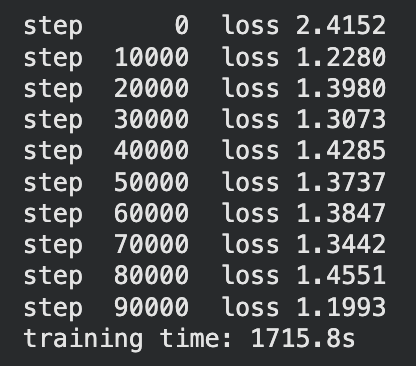 step      0  loss 2.4152
step  10000  loss 1.2280
step  20000  loss 1.3980
step  30000  loss 1.3073
step  40000  loss 1.4285
step  50000  loss 1.3737
step  60000  loss 1.3847
step  70000  loss 1.3442
step  80000  loss 1.4551
step  90000  loss 1.1993
training time: 1715.8s